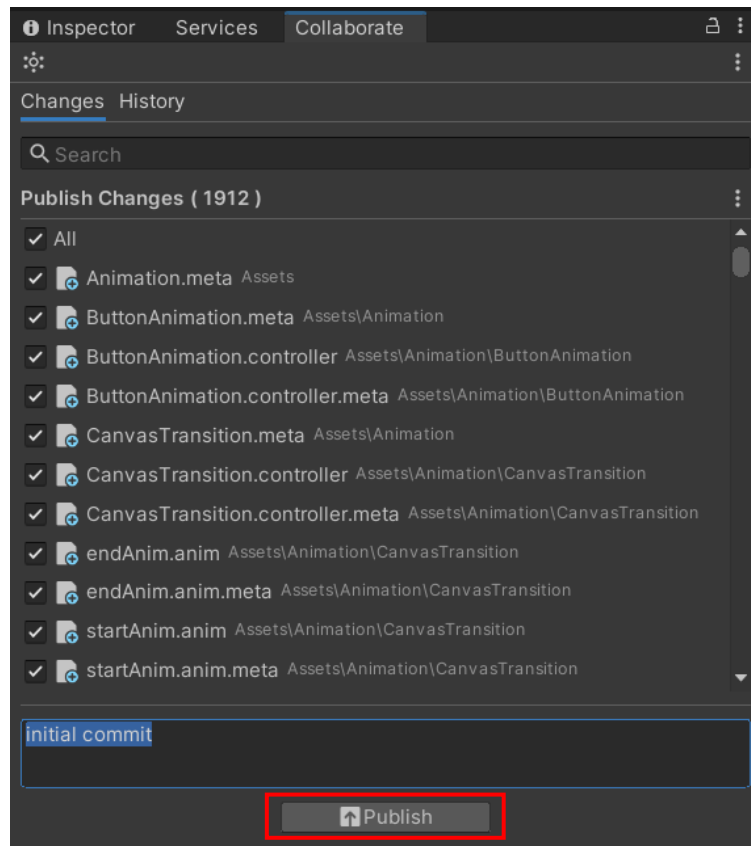 Inspector Services Collaborate
Changes History
Search
Publish Changes ( 1912 )
All
Animation.meta Assets
ButtonAnimation.meta Assets\Animation
ButtonAnimation.controller Assets\Animation\ButtonAnimation
ButtonAnimation.controller.meta Assets\Animation\ButtonAnimation
CanvasTransition.meta Assets\Animation
CanvasTransition.controller Assets\Animation\CanvasTransition
CanvasTransition.controller.meta Assets\Animation\CanvasTransition
endAnim.anim Assets\Animation\CanvasTransition
endAnim.anim.meta Assets\Animation\CanvasTransition
startAnim.anim Assets\Animation\CanvasTransition
startAnim.anim.meta Assets\Animation\CanvasTransition
initial commit
Publish